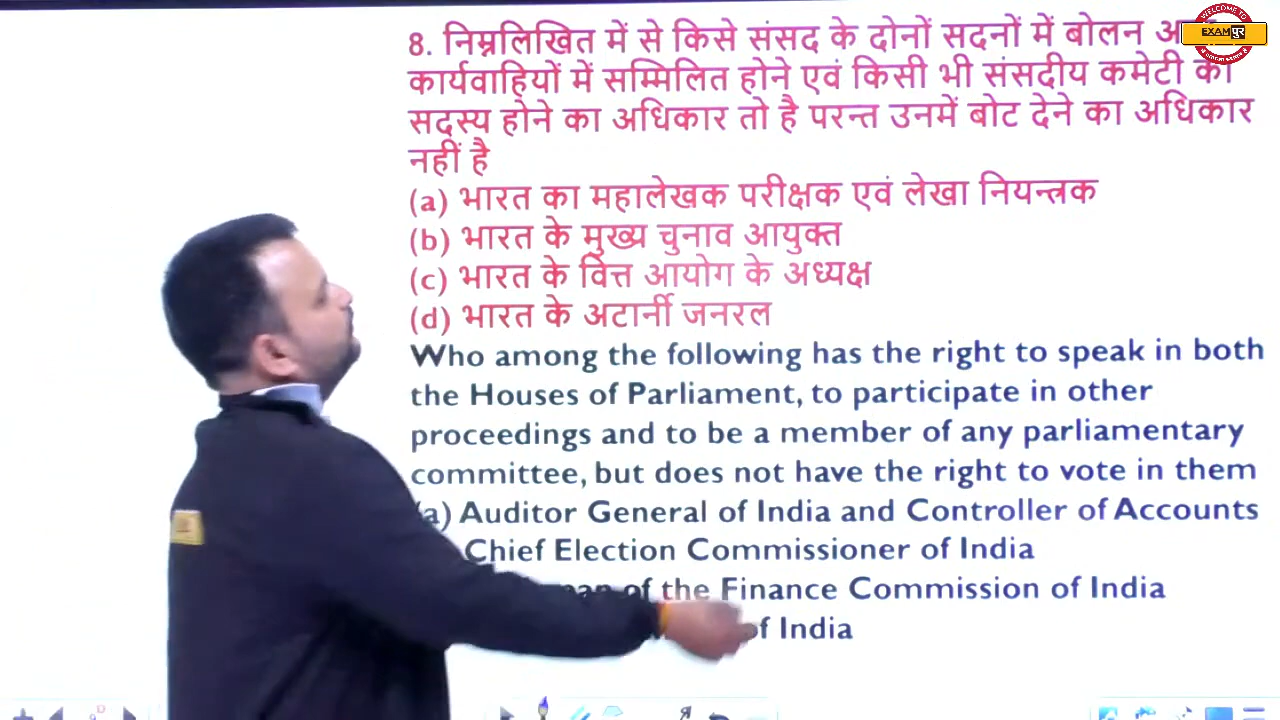 8. निम्नलिखित में से किसे संसद के दोनों सदनों में बोलन
कार्यवाहियों में सम्मिलित होने एवं किसी भी संसदीय कमेटी का
सदस्य होने का अधिकार तो है परन्त उनमें बोट देने का अधिकार
नहीं है
(a) भारत का महालेखक परीक्षक एवं लेखा नियन्त्रक
(b) भारत के मुख्य चुनाव आयुक्त
(c) भारत के वित्त आयोग के अध्यक्ष
(d) भारत के अटार्नी जनरल
Who among the following has the right to speak in both
the Houses of Parliament, to participate in other
proceedings and to be a member of any parliamentary
committee, but does not have the right to vote in them
(a) Auditor General of India and Controller of Accounts
Chief Election Commissioner of India
of the Finance Commission of India
of India
WELCOME TO
EXAMपुर